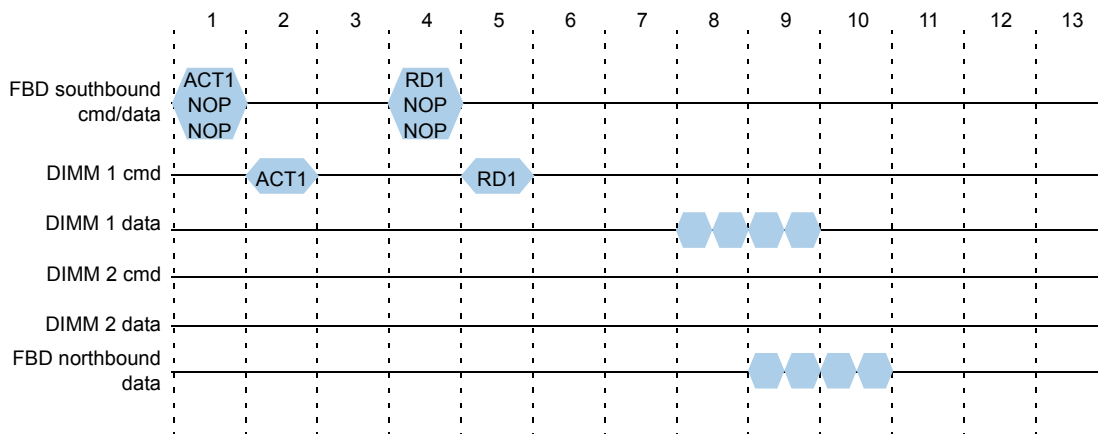 1 2 3 4 5 6 7 8 9 10 11 12 13
FBD southbound
cmd/data
ACT1
NOP
NOP
RD1
NOP
NOP
DIMM 1 cmd
ACT1
RD1
DIMM 1 data
DIMM 2 cmd
DIMM 2 data
FBD northbound
data